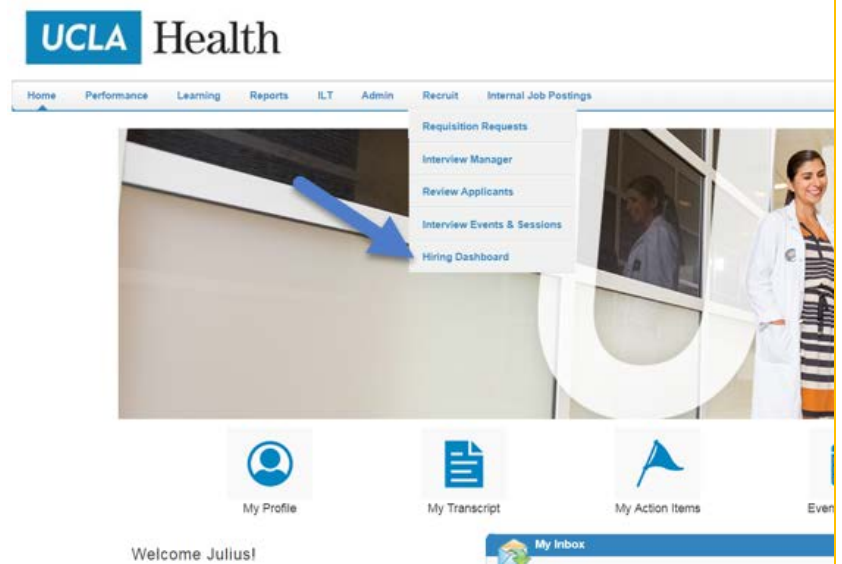 UCLA Health
Home Performance Learning Reports ILT Admin Recruit Internal Job Postings
Requisition Requests
Interview Manager
Review Applicants
Interview Events & Sessions
Hiring Dashboard
My Profile My Transcript My Action Items Even
Welcome Julius!
My Inbox